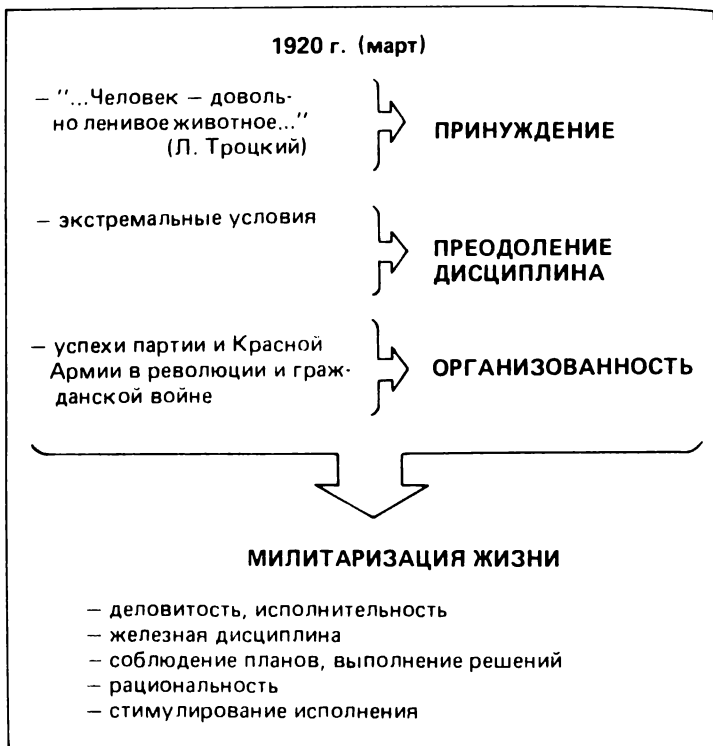 1920 г. (март)
– "...Человек – доволь-
но ленивое животное..."
(Л. Троцкий)
ПРИНУЖДЕНИЕ
– экстремальные условия
ПРЕОДОЛЕНИЕ
ДИСЦИПЛИНА
– успехи партии и Красной
Армии в революции и граж-
данской войне
ОРГАНИЗОВАННОСТЬ
МИЛИТАРИЗАЦИЯ ЖИЗНИ
– деловитость, исполнительность
– железная дисциплина
– соблюдение планов, выполнение решений
– рациональность
– стимулирование исполнения